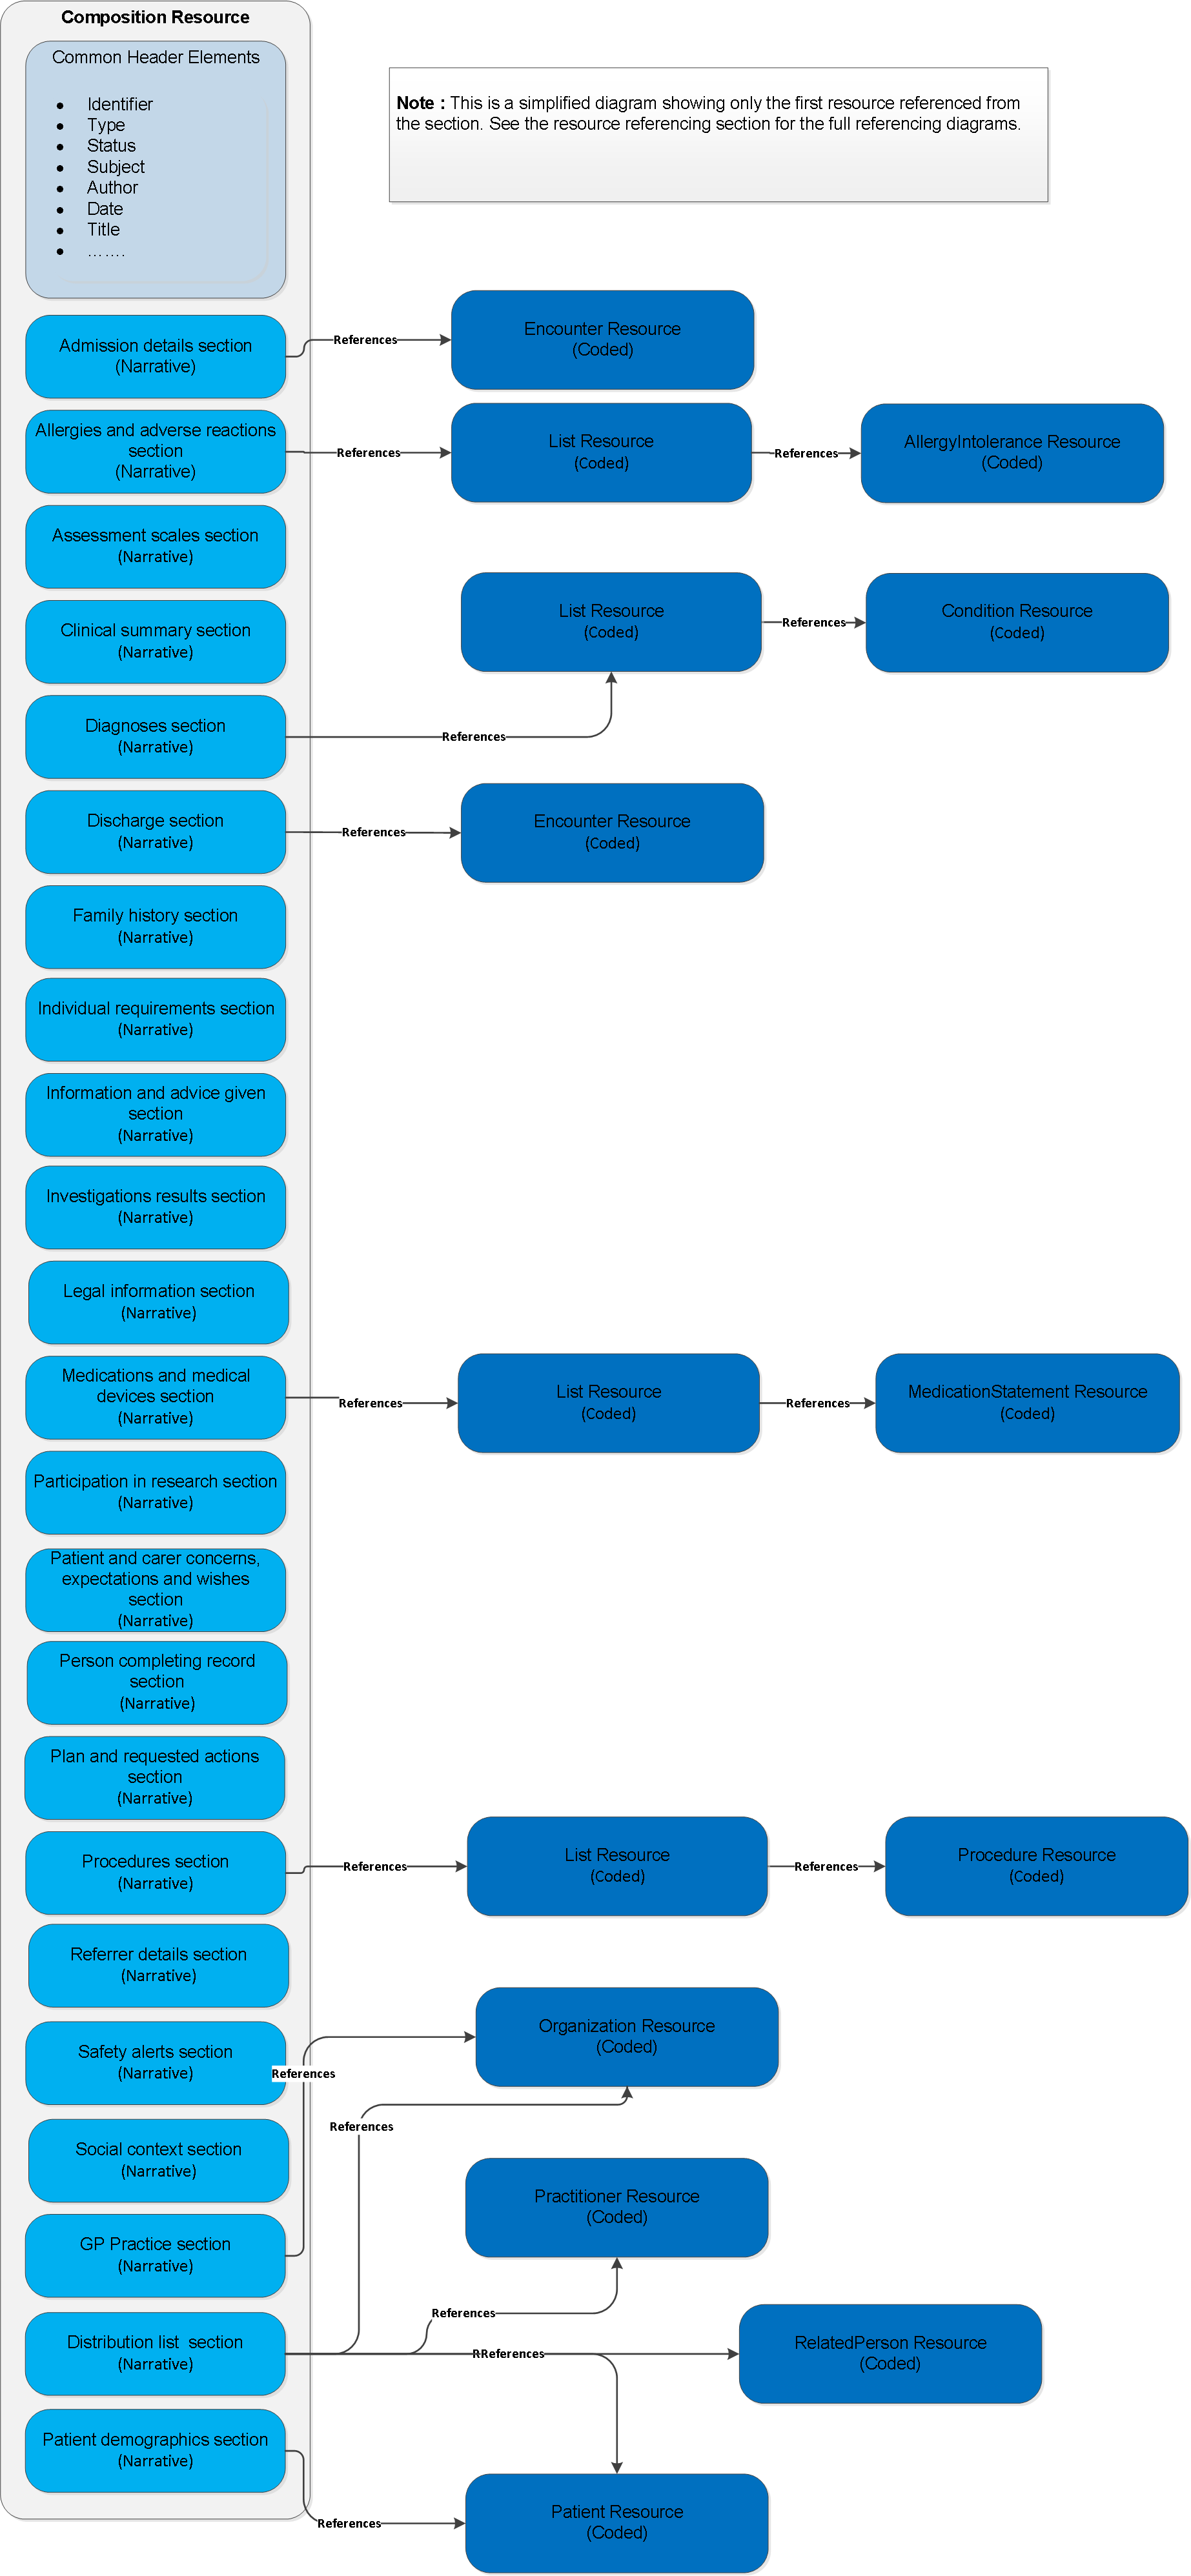 Composition Resource
Common Header Elements
● Identifier
● Type
● Status
● Subject
● Author
● Date
● Title
● …….
Note : This is a simplified diagram showing only the first resource referenced from
the section. See the resource referencing section for the full referencing diagrams.
Admission details section
(Narrative)
References
Encounter Resource
(Coded)
Allergies and adverse reactions
section
(Narrative)
References
List Resource
(Coded)
References
AllergyIntolerance Resource
(Coded)
Assessment scales section
(Narrative)
Clinical summary section
(Narrative)
List Resource
(Coded)
References
Condition Resource
(Coded)
Diagnoses section
(Narrative)
References
Discharge section
(Narrative)
References
Encounter Resource
(Coded)
Family history section
(Narrative)
Individual requirements section
(Narrative)
Information and advice given
section
(Narrative)
Investigations results section
(Narrative)
Legal information section
(Narrative)
Medications and medical
devices section
(Narrative)
References
List Resource
(Coded)
References
MedicationStatement Resource
(Coded)
Participation in research section
(Narrative)
Patient and carer concerns,
expectations and wishes
section
(Narrative)
Person completing record
section
(Narrative)
Plan and requested actions
section
(Narrative)
Procedures section
(Narrative)
References
List Resource
(Coded)
References
Procedure Resource
(Coded)
Referrer details section
(Narrative)
Organization Resource
(Coded)
Safety alerts section
(Narrative)
References
References
Social context section
(Narrative)
Practitioner Resource
(Coded)
GP Practice section
(Narrative)
References
Distribution list  section
(Narrative)
RReferences
RelatedPerson Resource
(Coded)
Patient demographics section
(Narrative)
References
Patient Resource
(Coded)